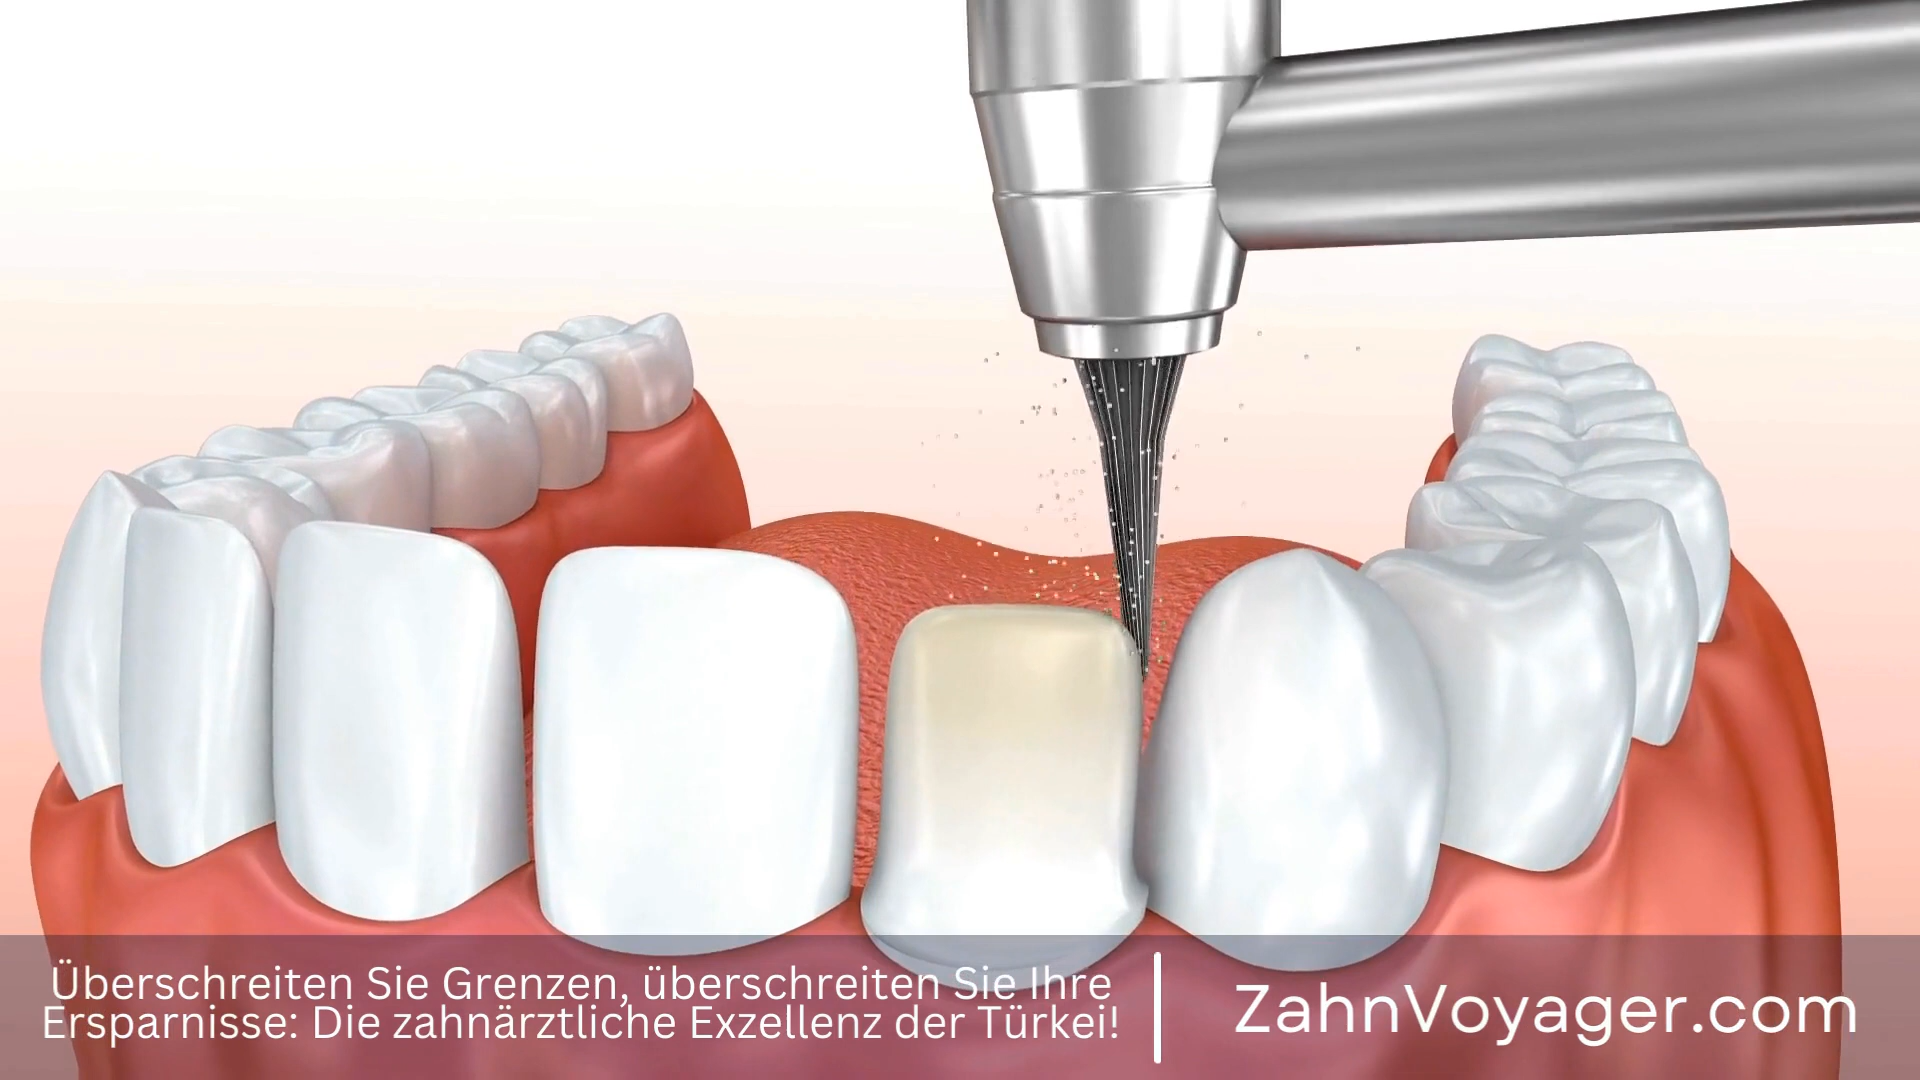 Überschreiten Sie Grenzen, überschreiten Sie Ihre
Ersparnisse: Die zahnärztliche Exzellenz der Türkei!
ZahnVoyager.com